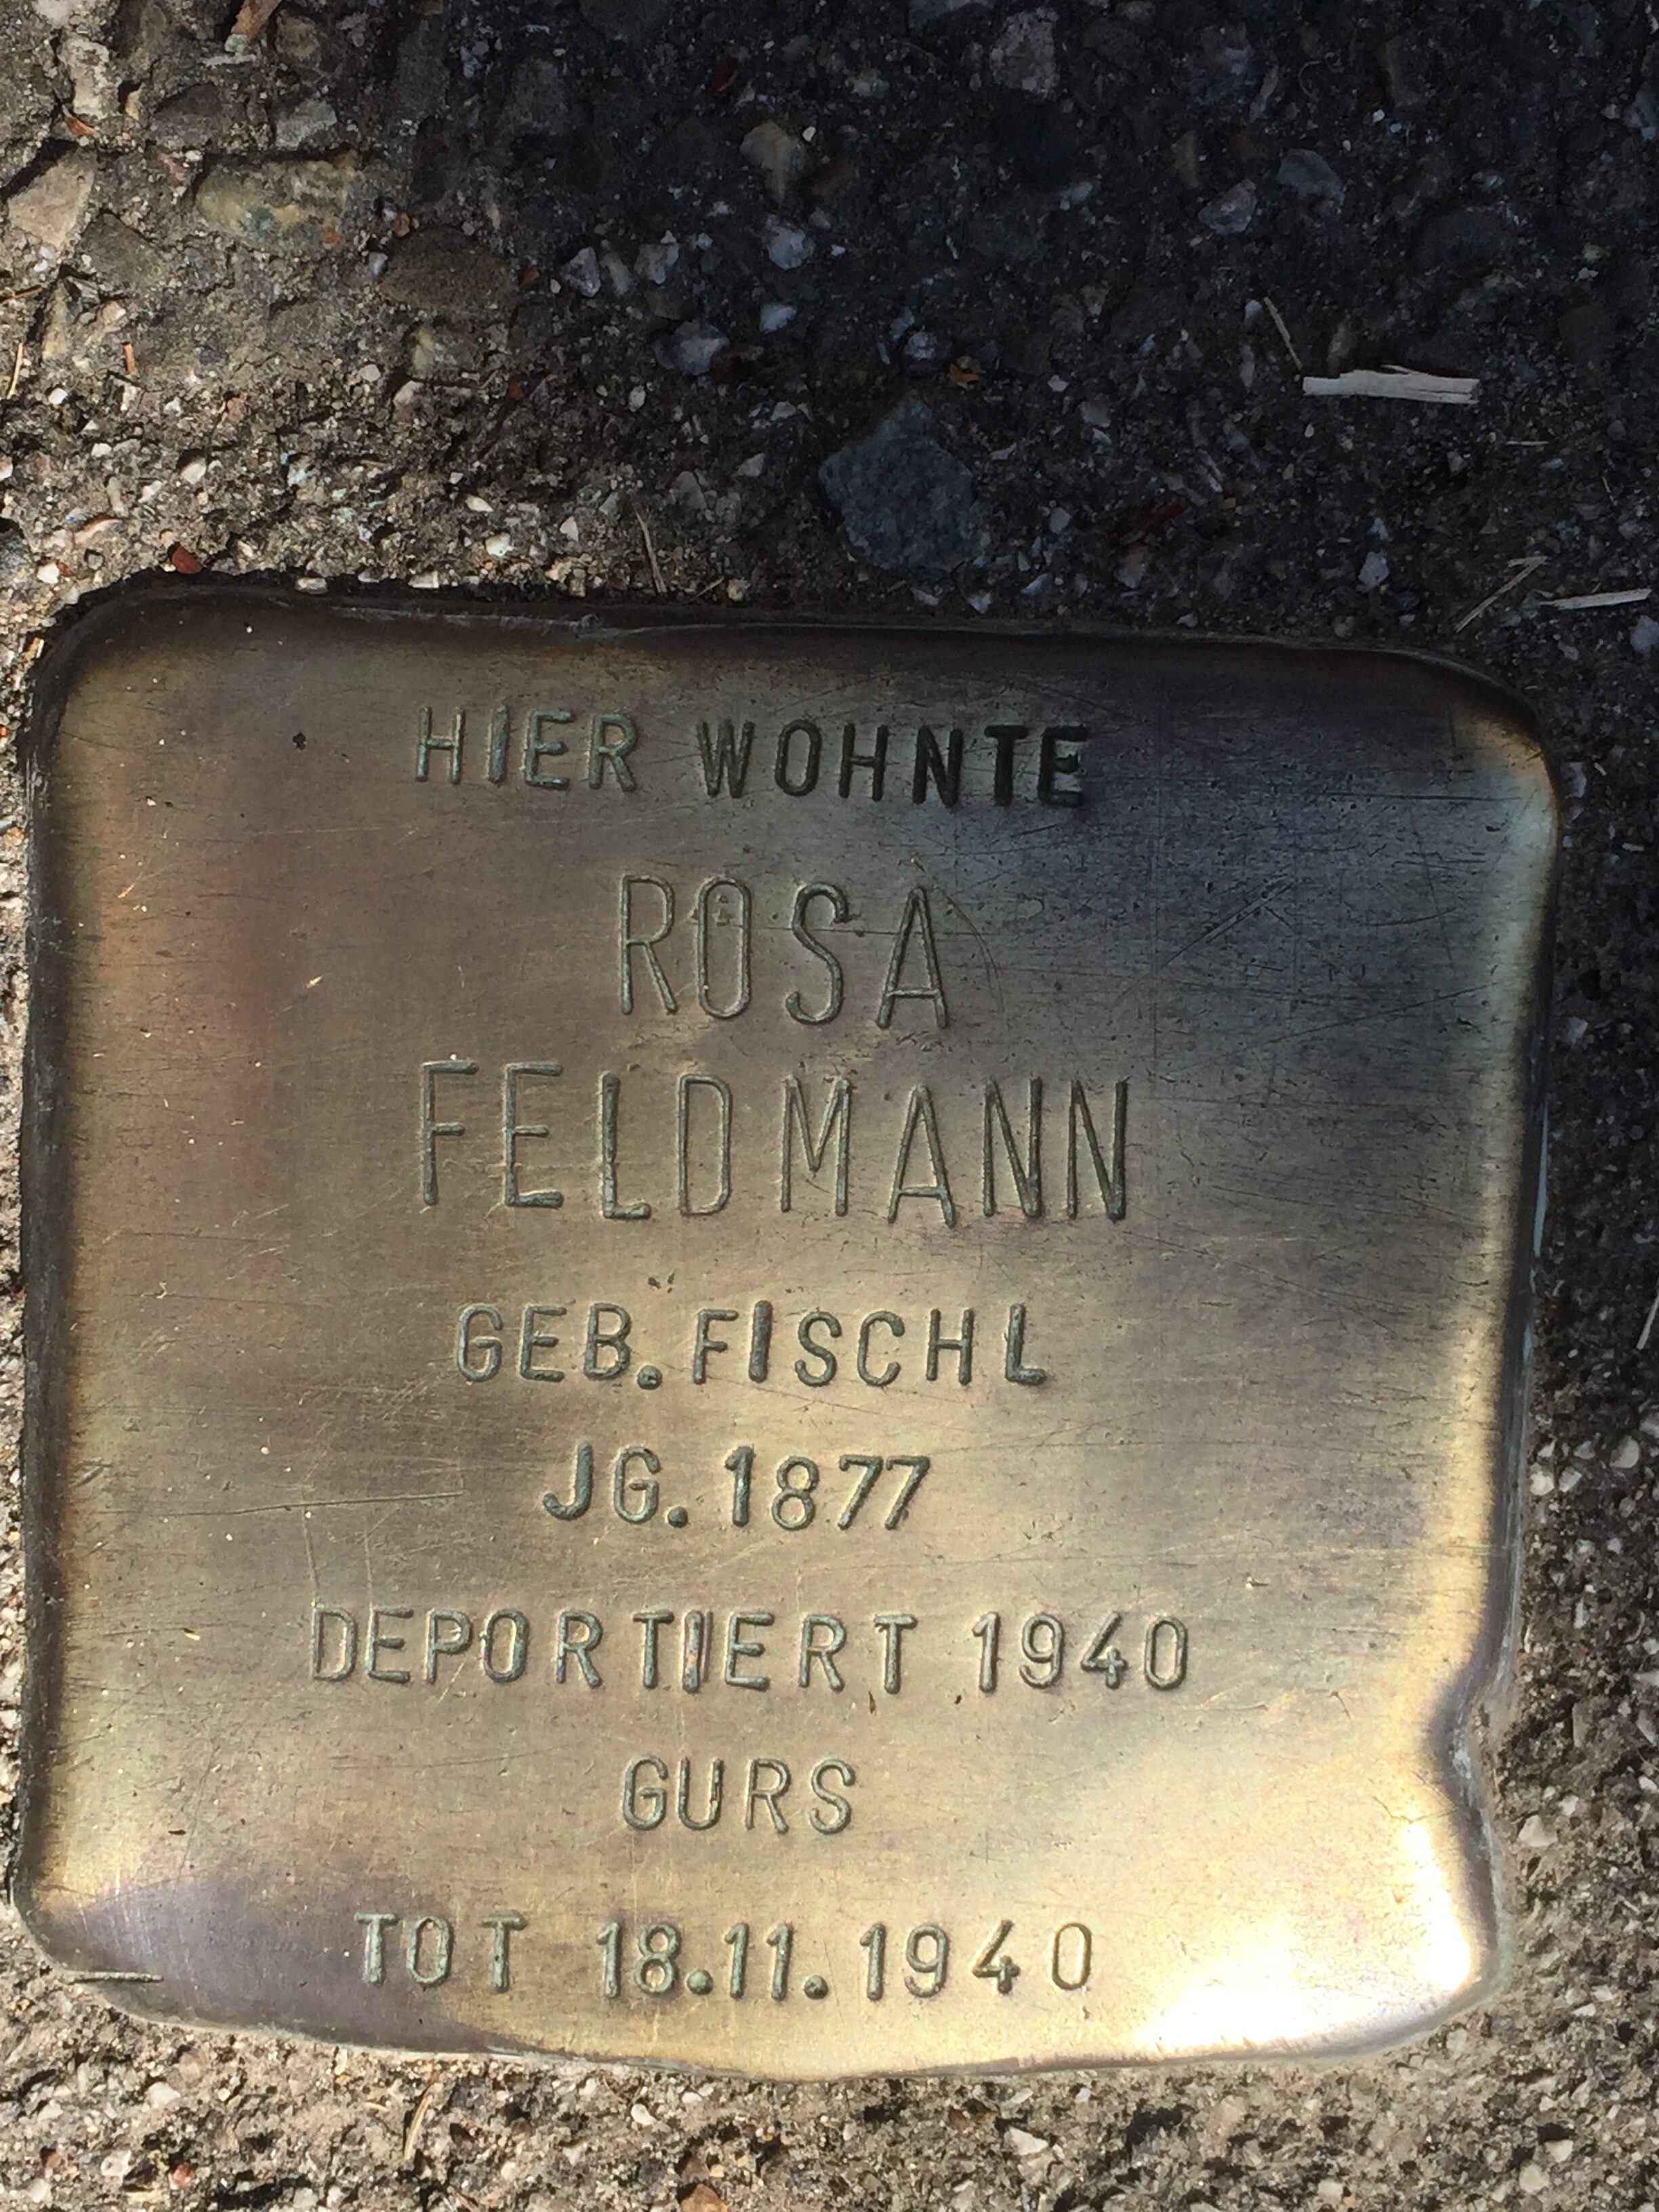 HIER WOHNTE
ROSA
FELDMANN
GEB. FISCHL
JG. 1877
DEPORTIERT 1940
GURS
TOT 18.11.1940